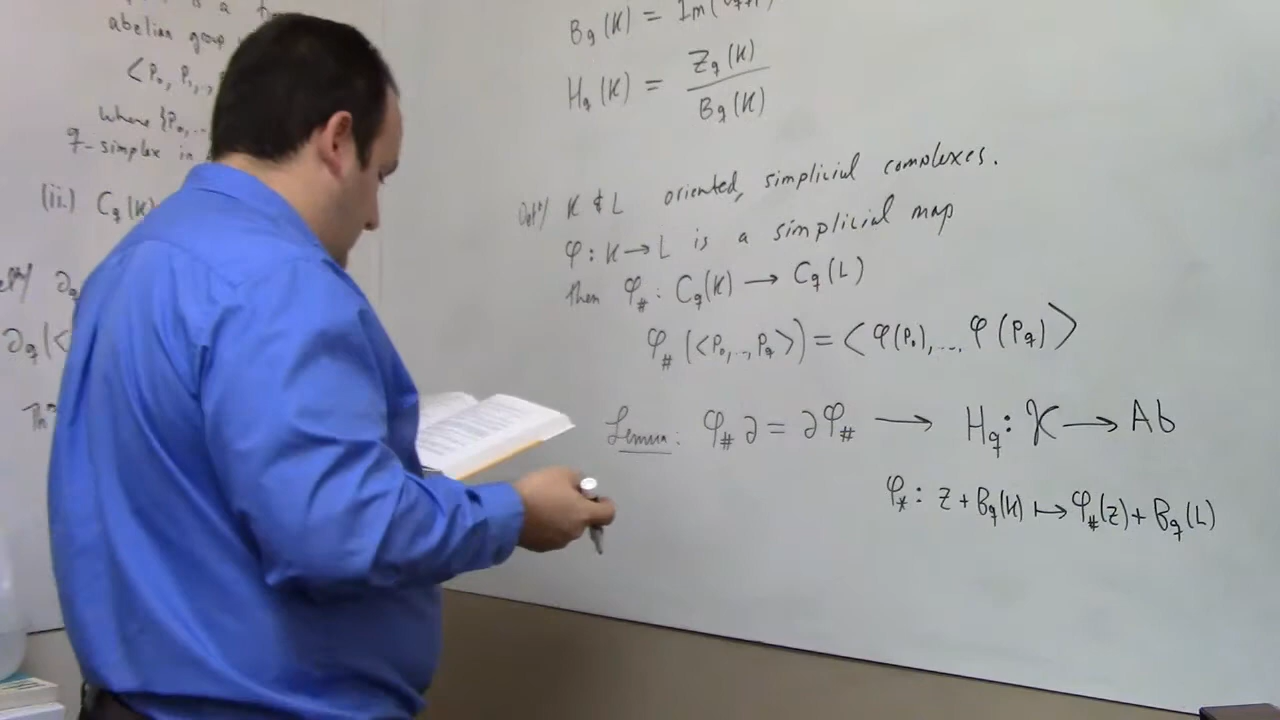 is a
abelian group
<P₀, P₁,..,
where {P₀,..
q-simplex in
(ii.) C_q(K)
∂_q(<
B_q(K) = Im(
H_q(K) = Z_q(K) / B_q(K)
Def'n/ K & L oriented, simplicial complexes.
φ: K → L is a simplicial map
then φ_#: C_q(K) → C_q(L)
φ_#(<P₀,..,P_q>) = <φ(P₀),..., φ(P_q)>
Lemma: φ_#∂ = ∂φ_# → H_q: 𝒦 → Ab
φ_*: z + B_q(K) ↦ φ_#(z) + B_q(L)